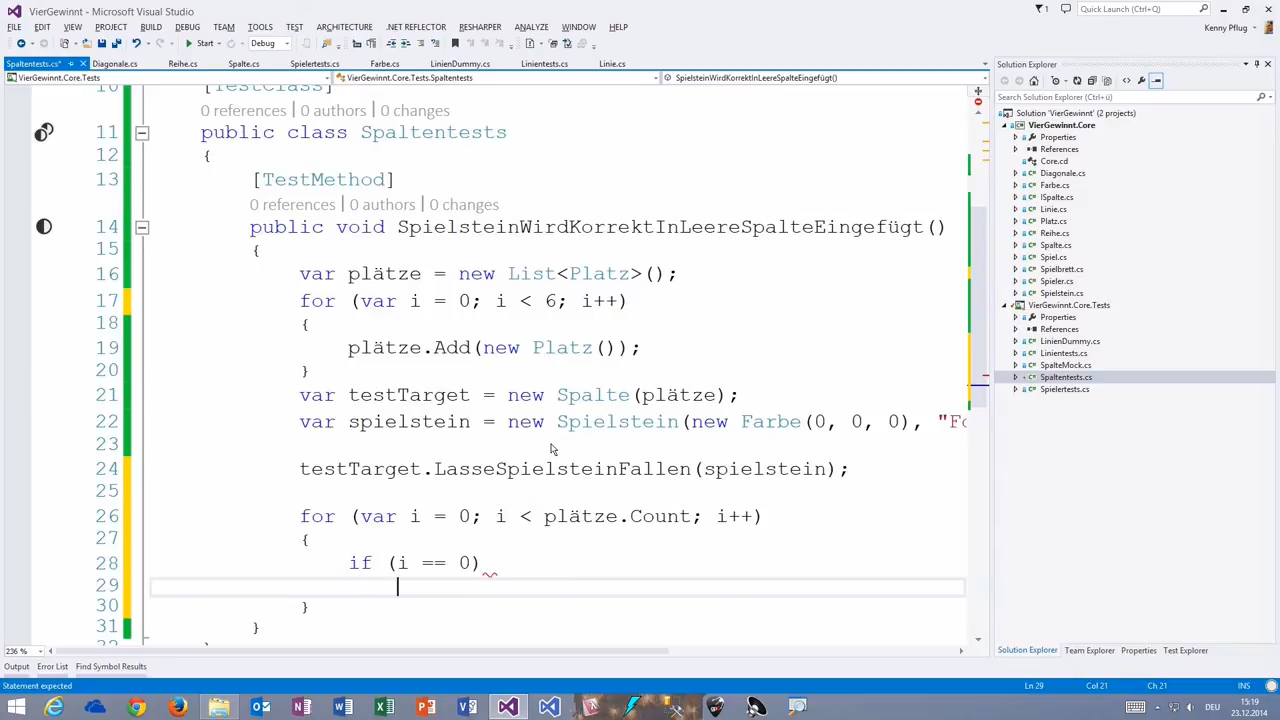 VierGewinnt - Microsoft Visual Studio
1
Quick Launch (Ctrl+Q)
FILE EDIT VIEW PROJECT BUILD DEBUG TEAM TOOLS TEST ARCHITECTURE .NET REFLECTOR RESHARPER ANALYZE WINDOW HELP
Kenny Pflug
Start
Debug
Spaltentests.cs* Diagonale.cs Reihe.cs Spalte.cs Spielertests.cs Farbe.cs LinienDummy.cs Linientests.cs Linie.cs
VierGewinnt.Core.Tests VierGewinnt.Core.Tests.Spaltentests SpielsteinWirdKorrektInLeereSpalteEingefügt()
10 [TestClass]
0 references | 0 authors | 0 changes
11 public class Spaltentests
12 {
13 [TestMethod]
0 references | 0 authors | 0 changes
14 public void SpielsteinWirdKorrektInLeereSpalteEingefügt()
15 {
16 var plätze = new List<Platz>();
17 for (var i = 0; i < 6; i++)
18 {
19 plätze.Add(new Platz());
20 }
21 var testTarget = new Spalte(plätze);
22 var spielstein = new Spielstein(new Farbe(0, 0, 0), "Fo
23
24 testTarget.LasseSpielsteinFallen(spielstein);
25
26 for (var i = 0; i < plätze.Count; i++)
27 {
28 if (i == 0)
29
30 }
31 }
32 }
236 %
Output Error List Find Symbol Results
Statement expected
Ln 29 Col 21 Ch 21 INS
Solution Explorer
Search Solution Explorer (Ctrl+ü)
Solution 'VierGewinnt' (2 projects)
VierGewinnt.Core
Properties
References
Core.cd
Diagonale.cs
Farbe.cs
ISpalte.cs
Linie.cs
Platz.cs
Reihe.cs
Spalte.cs
Spiel.cs
Spielbrett.cs
Spieler.cs
Spielstein.cs
VierGewinnt.Core.Tests
Properties
References
LinienDummy.cs
Linientests.cs
SpalteMock.cs
Spaltentests.cs
Spielertests.cs
Solution Explorer Team Explorer Properties Test Explorer
DEU
15:19
23.12.2014